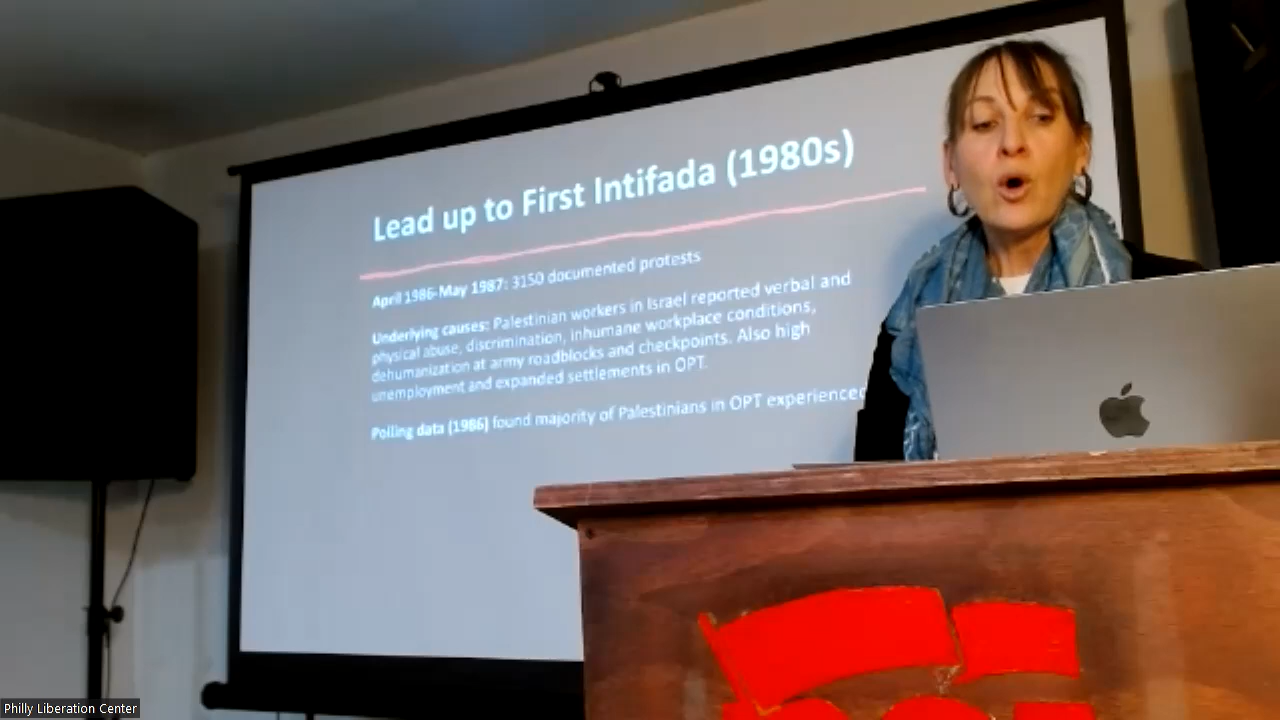 Lead up to First Intifada (1980s)
April 1986-May 1987: 3150 documented protests
Underlying causes: Palestinian workers in Israel reported verbal and
physical abuse, discrimination, inhumane workplace conditions,
dehumanization at army roadblocks and checkpoints. Also high
unemployment and expanded settlements in OPT.
Polling data (1986) found majority of Palestinians in OPT experienced
Philly Liberation Center